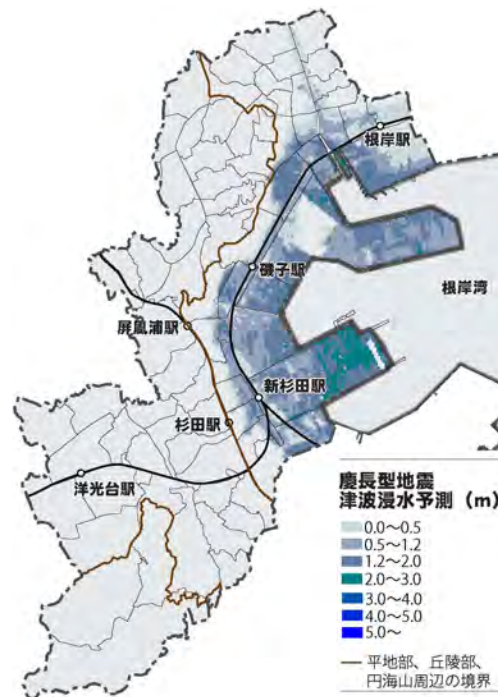 根岸駅
磯子駅
根岸湾
屏風浦駅
新杉田駅
杉田駅
洋光台駅
慶長型地震
津波浸水予測（m）
0.0～0.5
0.5～1.2
1.2～2.0
2.0～3.0
3.0～4.0
4.0～5.0
5.0～
平地部、丘陵部、
円海山周辺の境界